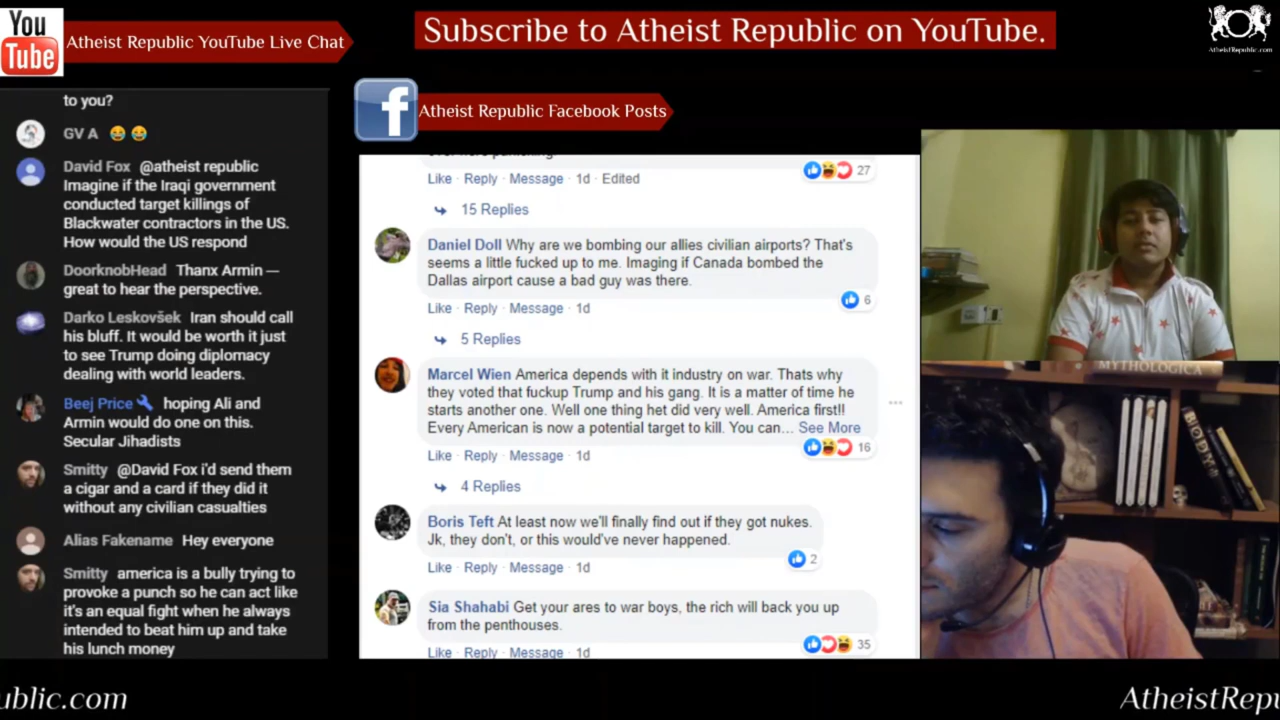 You
Tube
Atheist Republic YouTube Live Chat
Subscribe to Atheist Republic on YouTube.
AtheistRepublic.com
Atheist Republic Facebook Posts
to you?
GV A 😂 😂
David Fox @atheist republic
Imagine if the Iraqi government
conducted target killings of
Blackwater contractors in the US.
How would the US respond
DoorknobHead Thanx Armin —
great to hear the perspective.
Darko Leskovšek Iran should call
his bluff. It would be worth it just
to see Trump doing diplomacy
dealing with world leaders.
Beej Price hoping Ali and
Armin would do one on this.
Secular Jihadists
Smitty @David Fox i'd send them
a cigar and a card if they did it
without any civilian casualties
Alias Fakename Hey everyone
Smitty america is a bully trying to
provoke a punch so he can act like
it's an equal fight when he always
intended to beat him up and take
his lunch money
27
Like · Reply · Message · 1d · Edited
15 Replies
Daniel Doll Why are we bombing our allies civilian airports? That's
seems a little fucked up to me. Imaging if Canada bombed the
Dallas airport cause a bad guy was there.
6
Like · Reply · Message · 1d
5 Replies
Marcel Wien America depends with it industry on war. Thats why
they voted that fuckup Trump and his gang. It is a matter of time he
starts another one. Well one thing het did very well. America first!!
Every American is now a potential target to kill. You can... See More
16
Like · Reply · Message · 1d
4 Replies
Boris Teft At least now we'll finally find out if they got nukes.
Jk, they don't, or this would've never happened.
2
Like · Reply · Message · 1d
Sia Shahabi Get your ares to war boys, the rich will back you up
from the penthouses.
35
Like · Reply · Message · 1d
MYTHOLOGICA
BODY
ublic.com
AtheistRepu